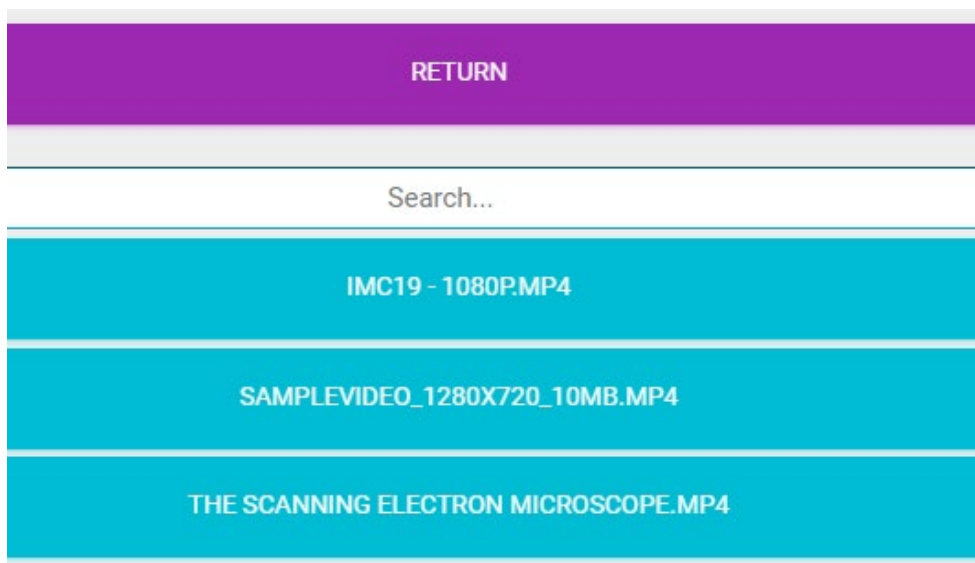 RETURN
Search...
IMC19 - 1080P.MP4
SAMPLEVIDEO_1280X720_10MB.MP4
THE SCANNING ELECTRON MICROSCOPE.MP4